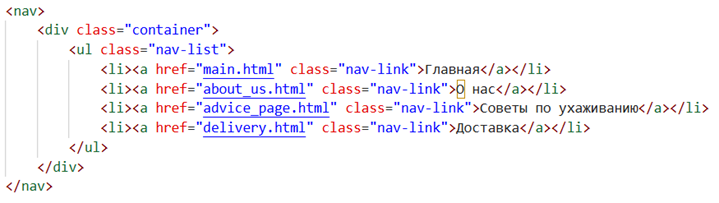 <nav>
<div class="container">
<ul class="nav-list">
<li><a href="main.html" class="nav-link">Главная</a></li>
<li><a href="about_us.html" class="nav-link">О нас</a></li>
<li><a href="advice_page.html" class="nav-link">Советы по ухаживанию</a></li>
<li><a href="delivery.html" class="nav-link">Доставка</a></li>
</ul>
</div>
</nav>